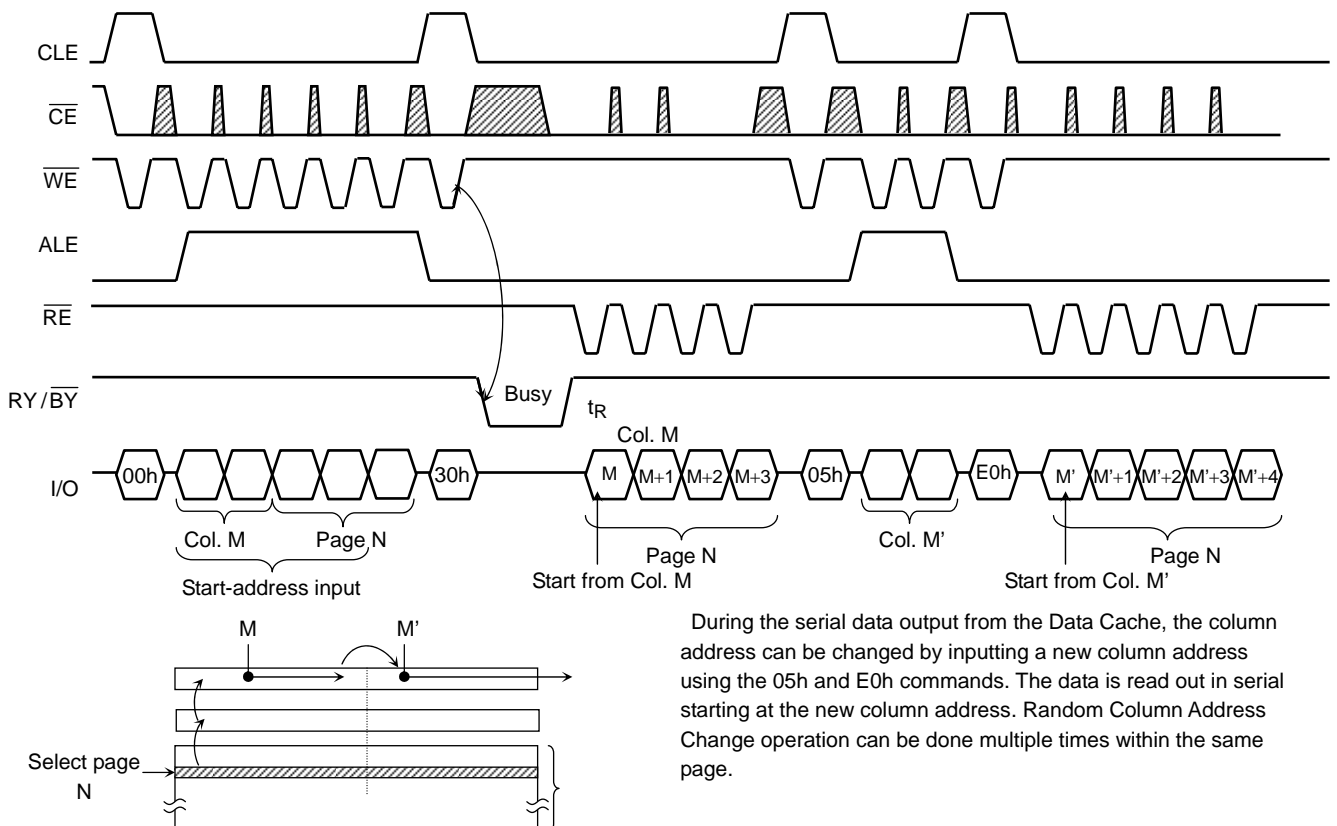 CLE
CE
WE
ALE
RE
RY/BY
Busy
tR
Col. M
I/O
00h
30h
M
M+1
M+2
M+3
05h
E0h
M'
M'+1
M'+2
M'+3
M'+4
Col. M
Page N
Start-address input
Page N
Start from Col. M
Col. M'
Page N
Start from Col. M'
M
M'
Select page
N
During the serial data output from the Data Cache, the column
address can be changed by inputting a new column address
using the 05h and E0h commands. The data is read out in serial
starting at the new column address. Random Column Address
Change operation can be done multiple times within the same
page.